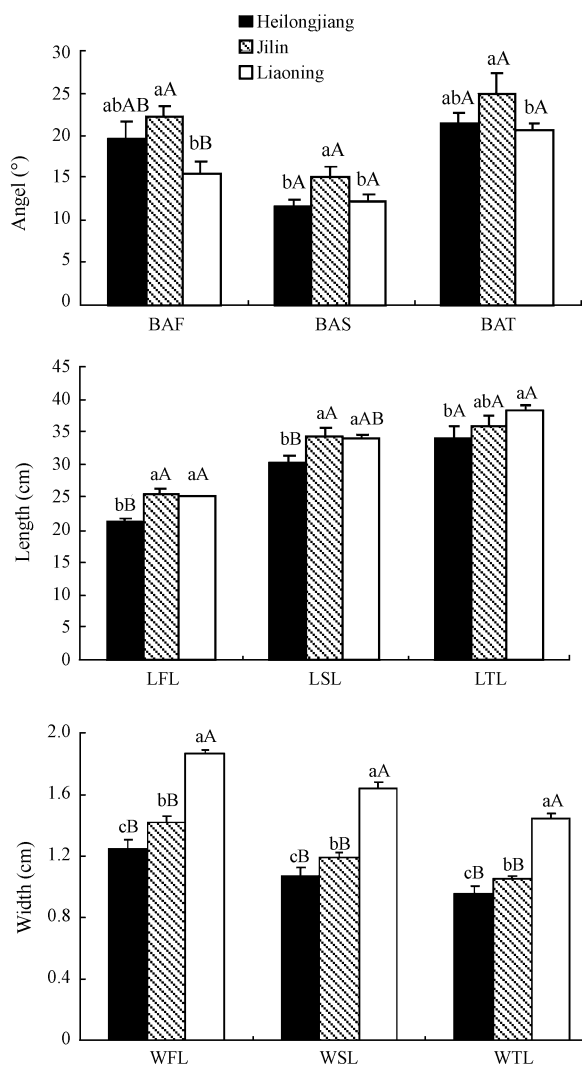 Heilongjiang
Jilin
Liaoning
Angel (°)
30
25
20
15
10
5
0
abAB
aA
bB
bA
aA
bA
abA
aA
bA
BAF BAS BAT
Length (cm)
45
40
35
30
25
20
15
10
5
0
bB
aA
aA
bB
aA
aAB
bA
abA
aA
LFL LSL LTL
Width (cm)
2.0
1.6
1.2
0.8
0.4
0
cB
bB
aA
cB
bB
aA
cB
bB
aA
WFL WSL WTL